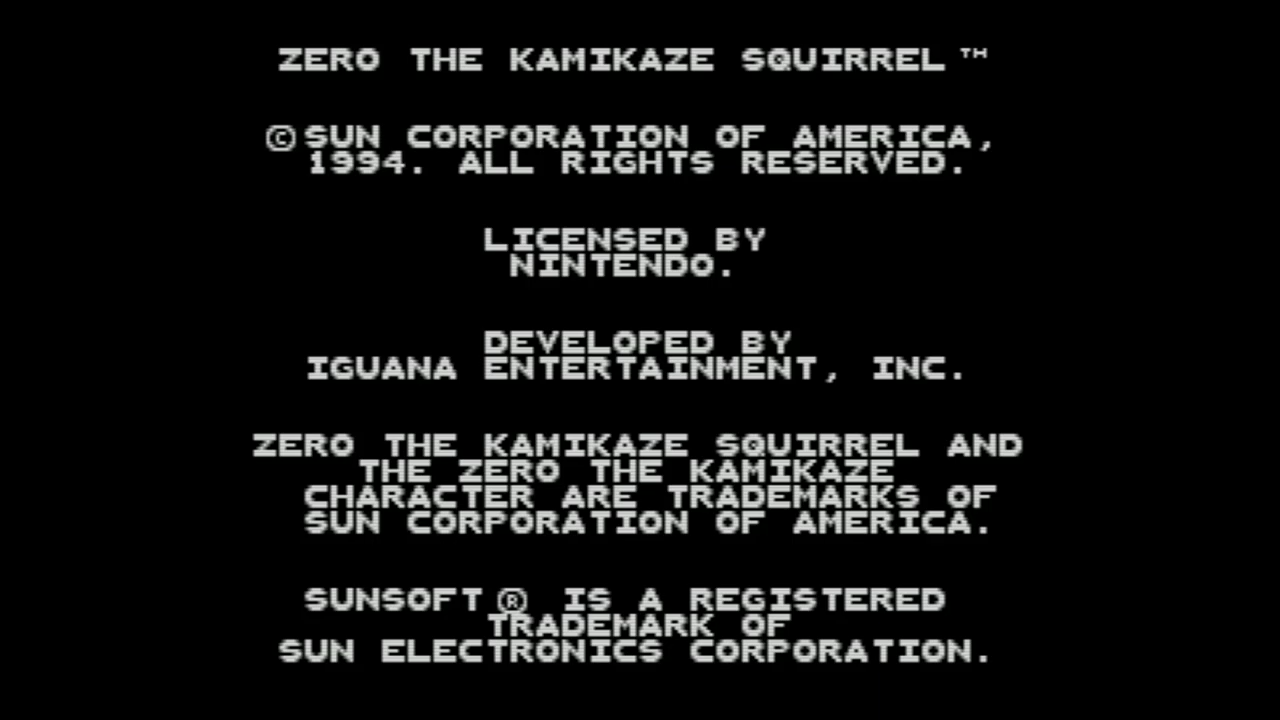 ZERO THE KAMIKAZE SQUIRREL™
©SUN CORPORATION OF AMERICA,
1994. ALL RIGHTS RESERVED.
LICENSED BY
NINTENDO.
DEVELOPED BY
IGUANA ENTERTAINMENT, INC.
ZERO THE KAMIKAZE SQUIRREL AND
THE ZERO THE KAMIKAZE
CHARACTER ARE TRADEMARKS OF
SUN CORPORATION OF AMERICA.
SUNSOFT® IS A REGISTERED
TRADEMARK OF
SUN ELECTRONICS CORPORATION.